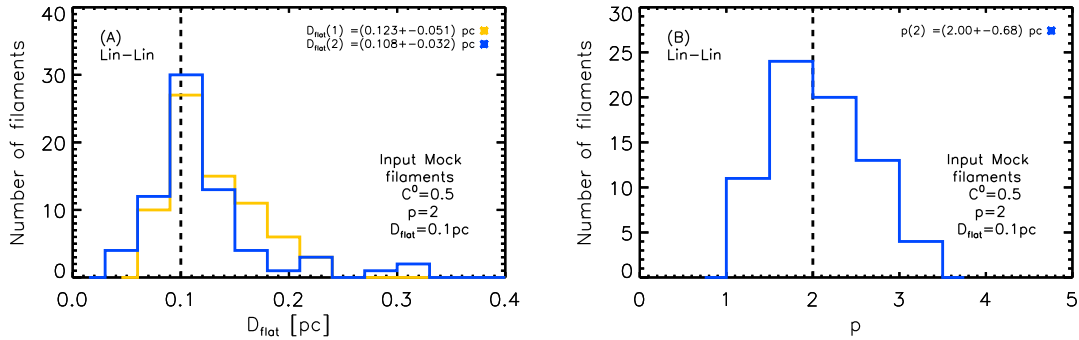 (A)
Lin-Lin
D_flat(1) =(0.123+-0.051) pc
D_flat(2) =(0.108+-0.032) pc
Input Mock
filaments
C^0=0.5
p=2
D_flat=0.1pc
Number of filaments
40
30
20
10
0
0.0 0.1 0.2 0.3 0.4
D_flat [pc]
(B)
Lin-Lin
p(2) =(2.00+-0.68) pc
Input Mock
filaments
C^0=0.5
p=2
D_flat=0.1pc
Number of filaments
30
25
20
15
10
5
0
0 1 2 3 4 5
p